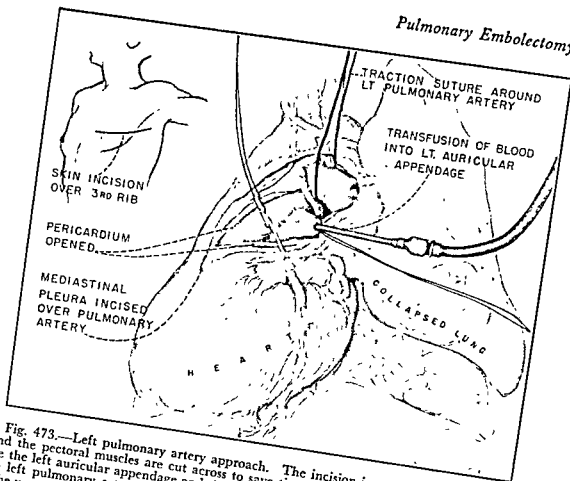 Pulmonary Embolectomy
TRACTION SUTURE AROUND
LT PULMONARY ARTERY
TRANSFUSION OF BLOOD
INTO LT. AURICULAR
APPENDAGE
SKIN INCISION
OVER 3RD RIB
PERICARDIUM
OPENED
MEDIASTINAL
PLEURA INCISED
OVER PULMONARY
ARTERY
HEART
COLLAPSED LUNG
Fig. 473.—Left pulmonary artery approach. The incision i
nd the pectoral muscles are cut across to save
e the left auricular appendage
left pulmonary